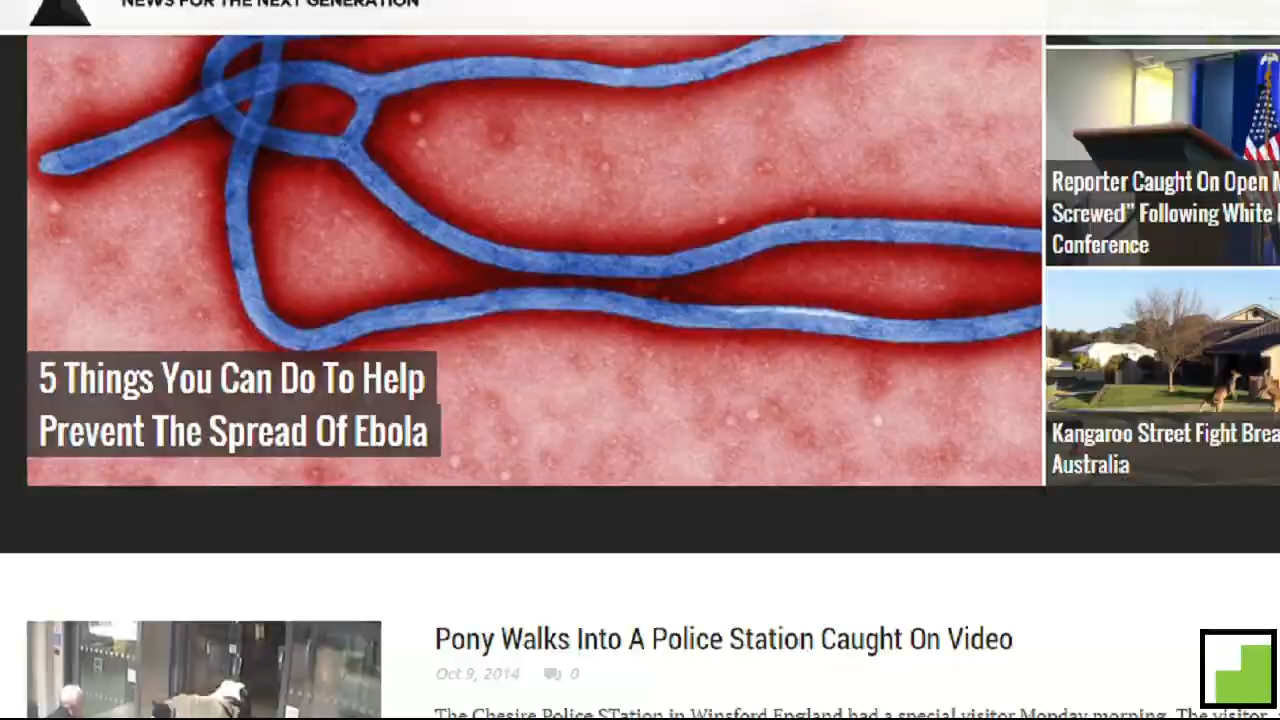 NEWS FOR THE NEXT GENERATION
5 Things You Can Do To Help
Prevent The Spread Of Ebola
Reporter Caught On Open
Screwed" Following White
Conference
Kangaroo Street Fight
Australia
Pony Walks Into A Police Station Caught On Video
Oct 9, 2014 0
The Chesire Police STation in Winsford England had a special visitor Monday morning. The visitor